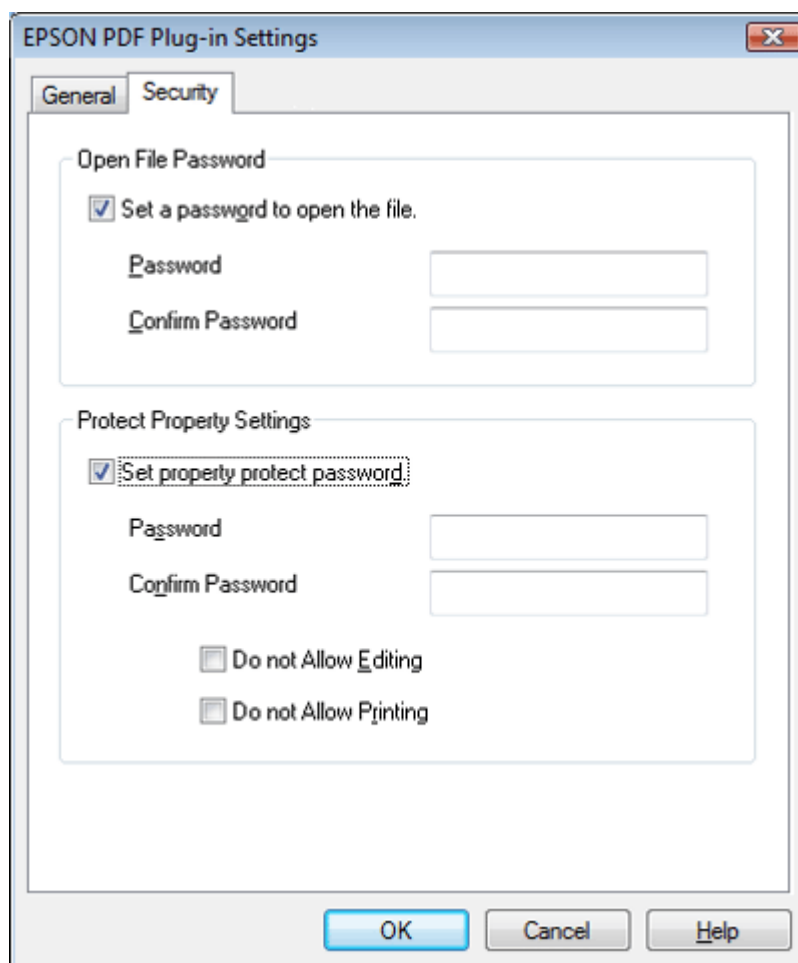 EPSON PDF Plug-in Settings
General Security
Open File Password
Set a password to open the file.
Password
Confirm Password
Protect Property Settings
Set property protect password.
Password
Confirm Password
Do not Allow Editing
Do not Allow Printing
OK Cancel Help